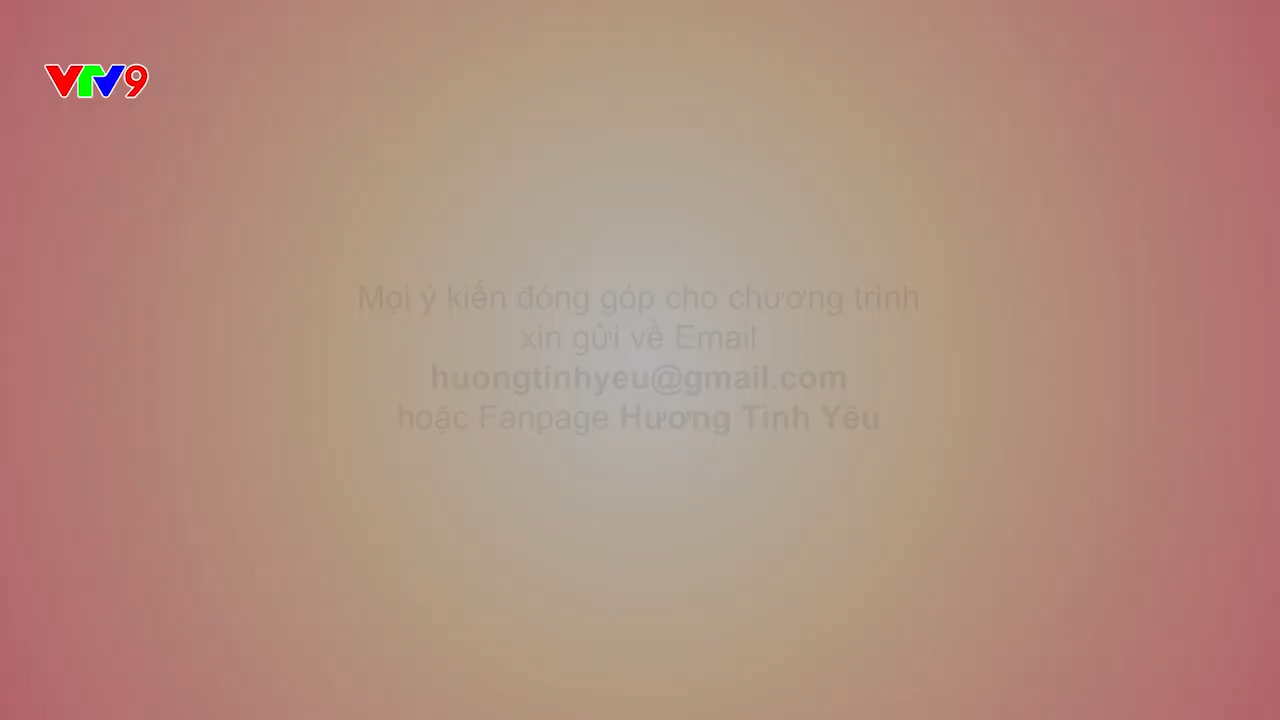 VTV9
Mọi ý kiến đóng góp cho chương trình
xin gửi về Email
huongtinhyeu@gmail.com
hoặc Fanpage Hương Tình Yêu